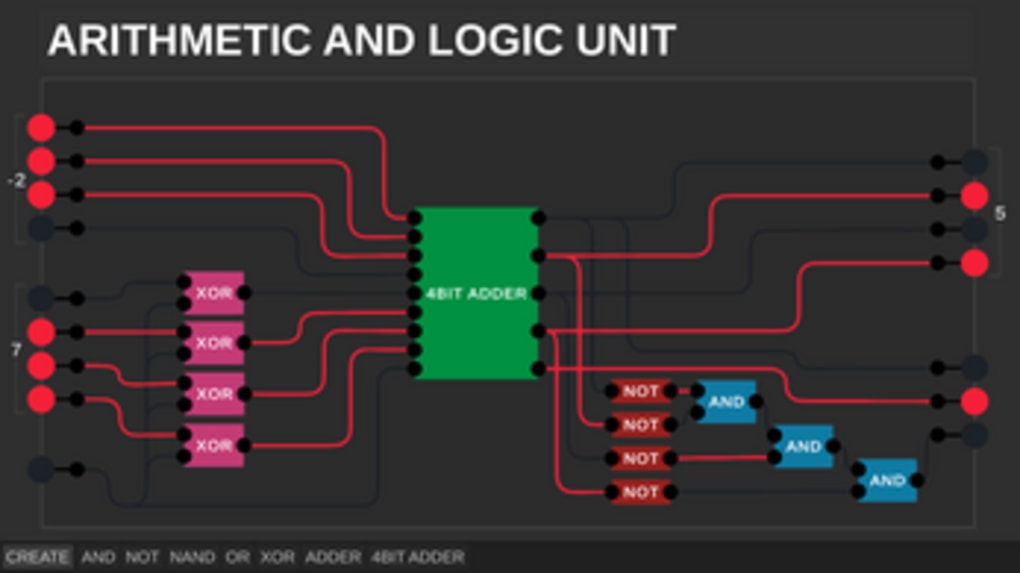 ARITHMETIC AND LOGIC UNIT
-2
5
XOR
4BIT ADDER
7
XOR
XOR
NOT
AND
NOT
XOR
AND
NOT
AND
NOT
CREATE AND NOT NAND OR XOR ADDER 4BIT ADDER